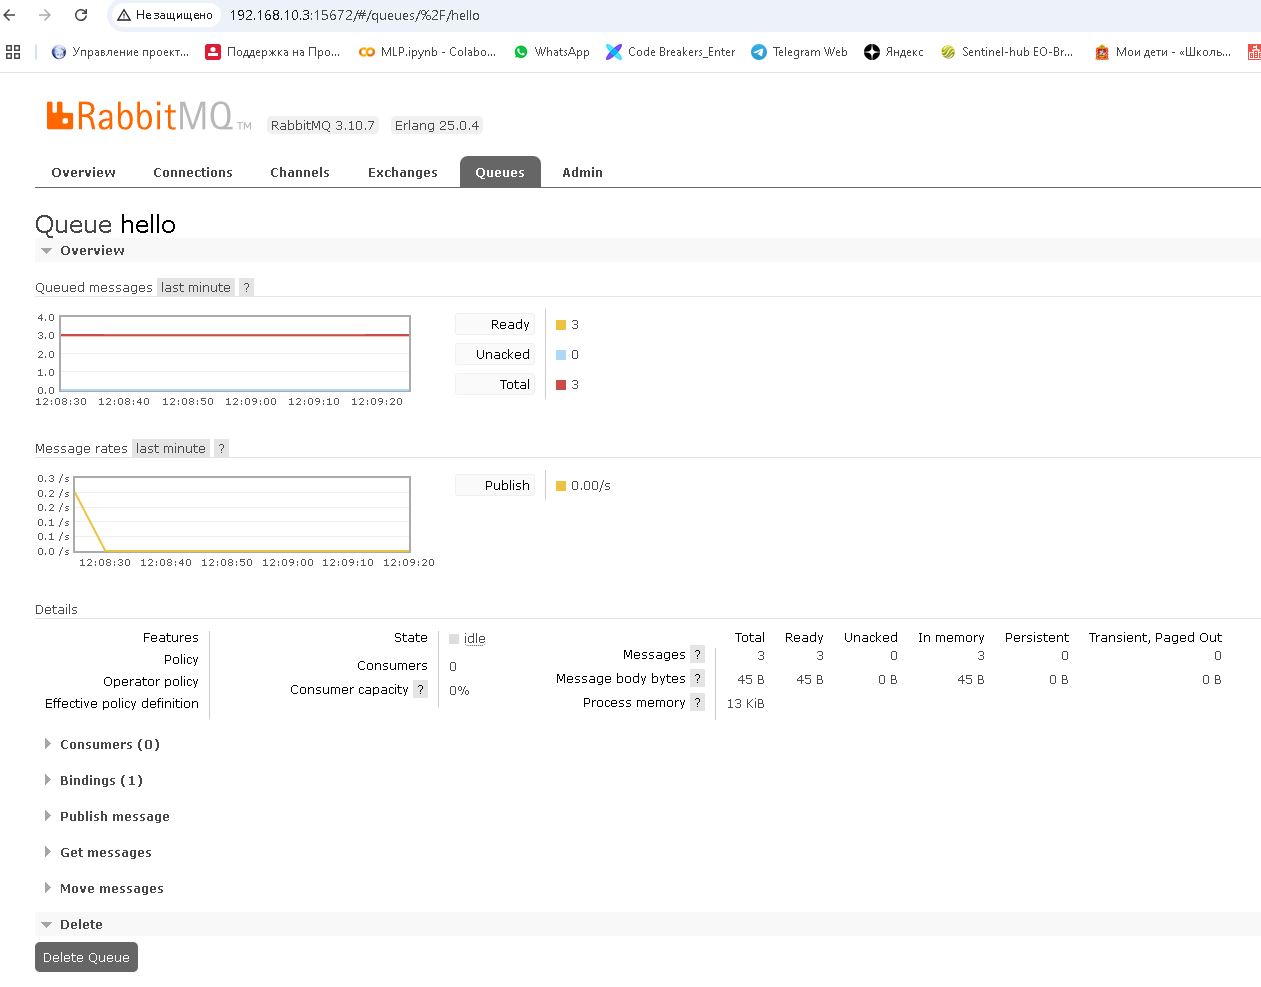 Не защищено 192.168.10.3:15672/#/queues/%2F/hello
Управление проект... Поддержка на Про... MLP.ipynb - Colabo... WhatsApp Code Breakers_Enter Telegram Web Яндекс Sentinel-hub EO-Br... Мои дети - «Школь...
RabbitMQ TM RabbitMQ 3.10.7 Erlang 25.0.4
Overview Connections Channels Exchanges Queues Admin
Queue hello
Overview
Queued messages last minute ?
4.0
3.0
2.0
1.0
0.0
12:08:30 12:08:40 12:08:50 12:09:00 12:09:10 12:09:20
Ready 3
Unacked 0
Total 3
Message rates last minute ?
0.3 /s
0.2 /s
0.2 /s
0.1 /s
0.1 /s
0.0 /s
12:08:30 12:08:40 12:08:50 12:09:00 12:09:10 12:09:20
Publish 0.00/s
Details
Features
Policy
Operator policy
Effective policy definition
State idle
Consumers 0
Consumer capacity ? 0%
Total Ready Unacked In memory Persistent Transient, Paged Out
Messages ? 3 3 0 3 0 0
Message body bytes ? 45 B 45 B 0 B 45 B 0 B 0 B
Process memory ? 13 KiB
Consumers (0)
Bindings (1)
Publish message
Get messages
Move messages
Delete
Delete Queue